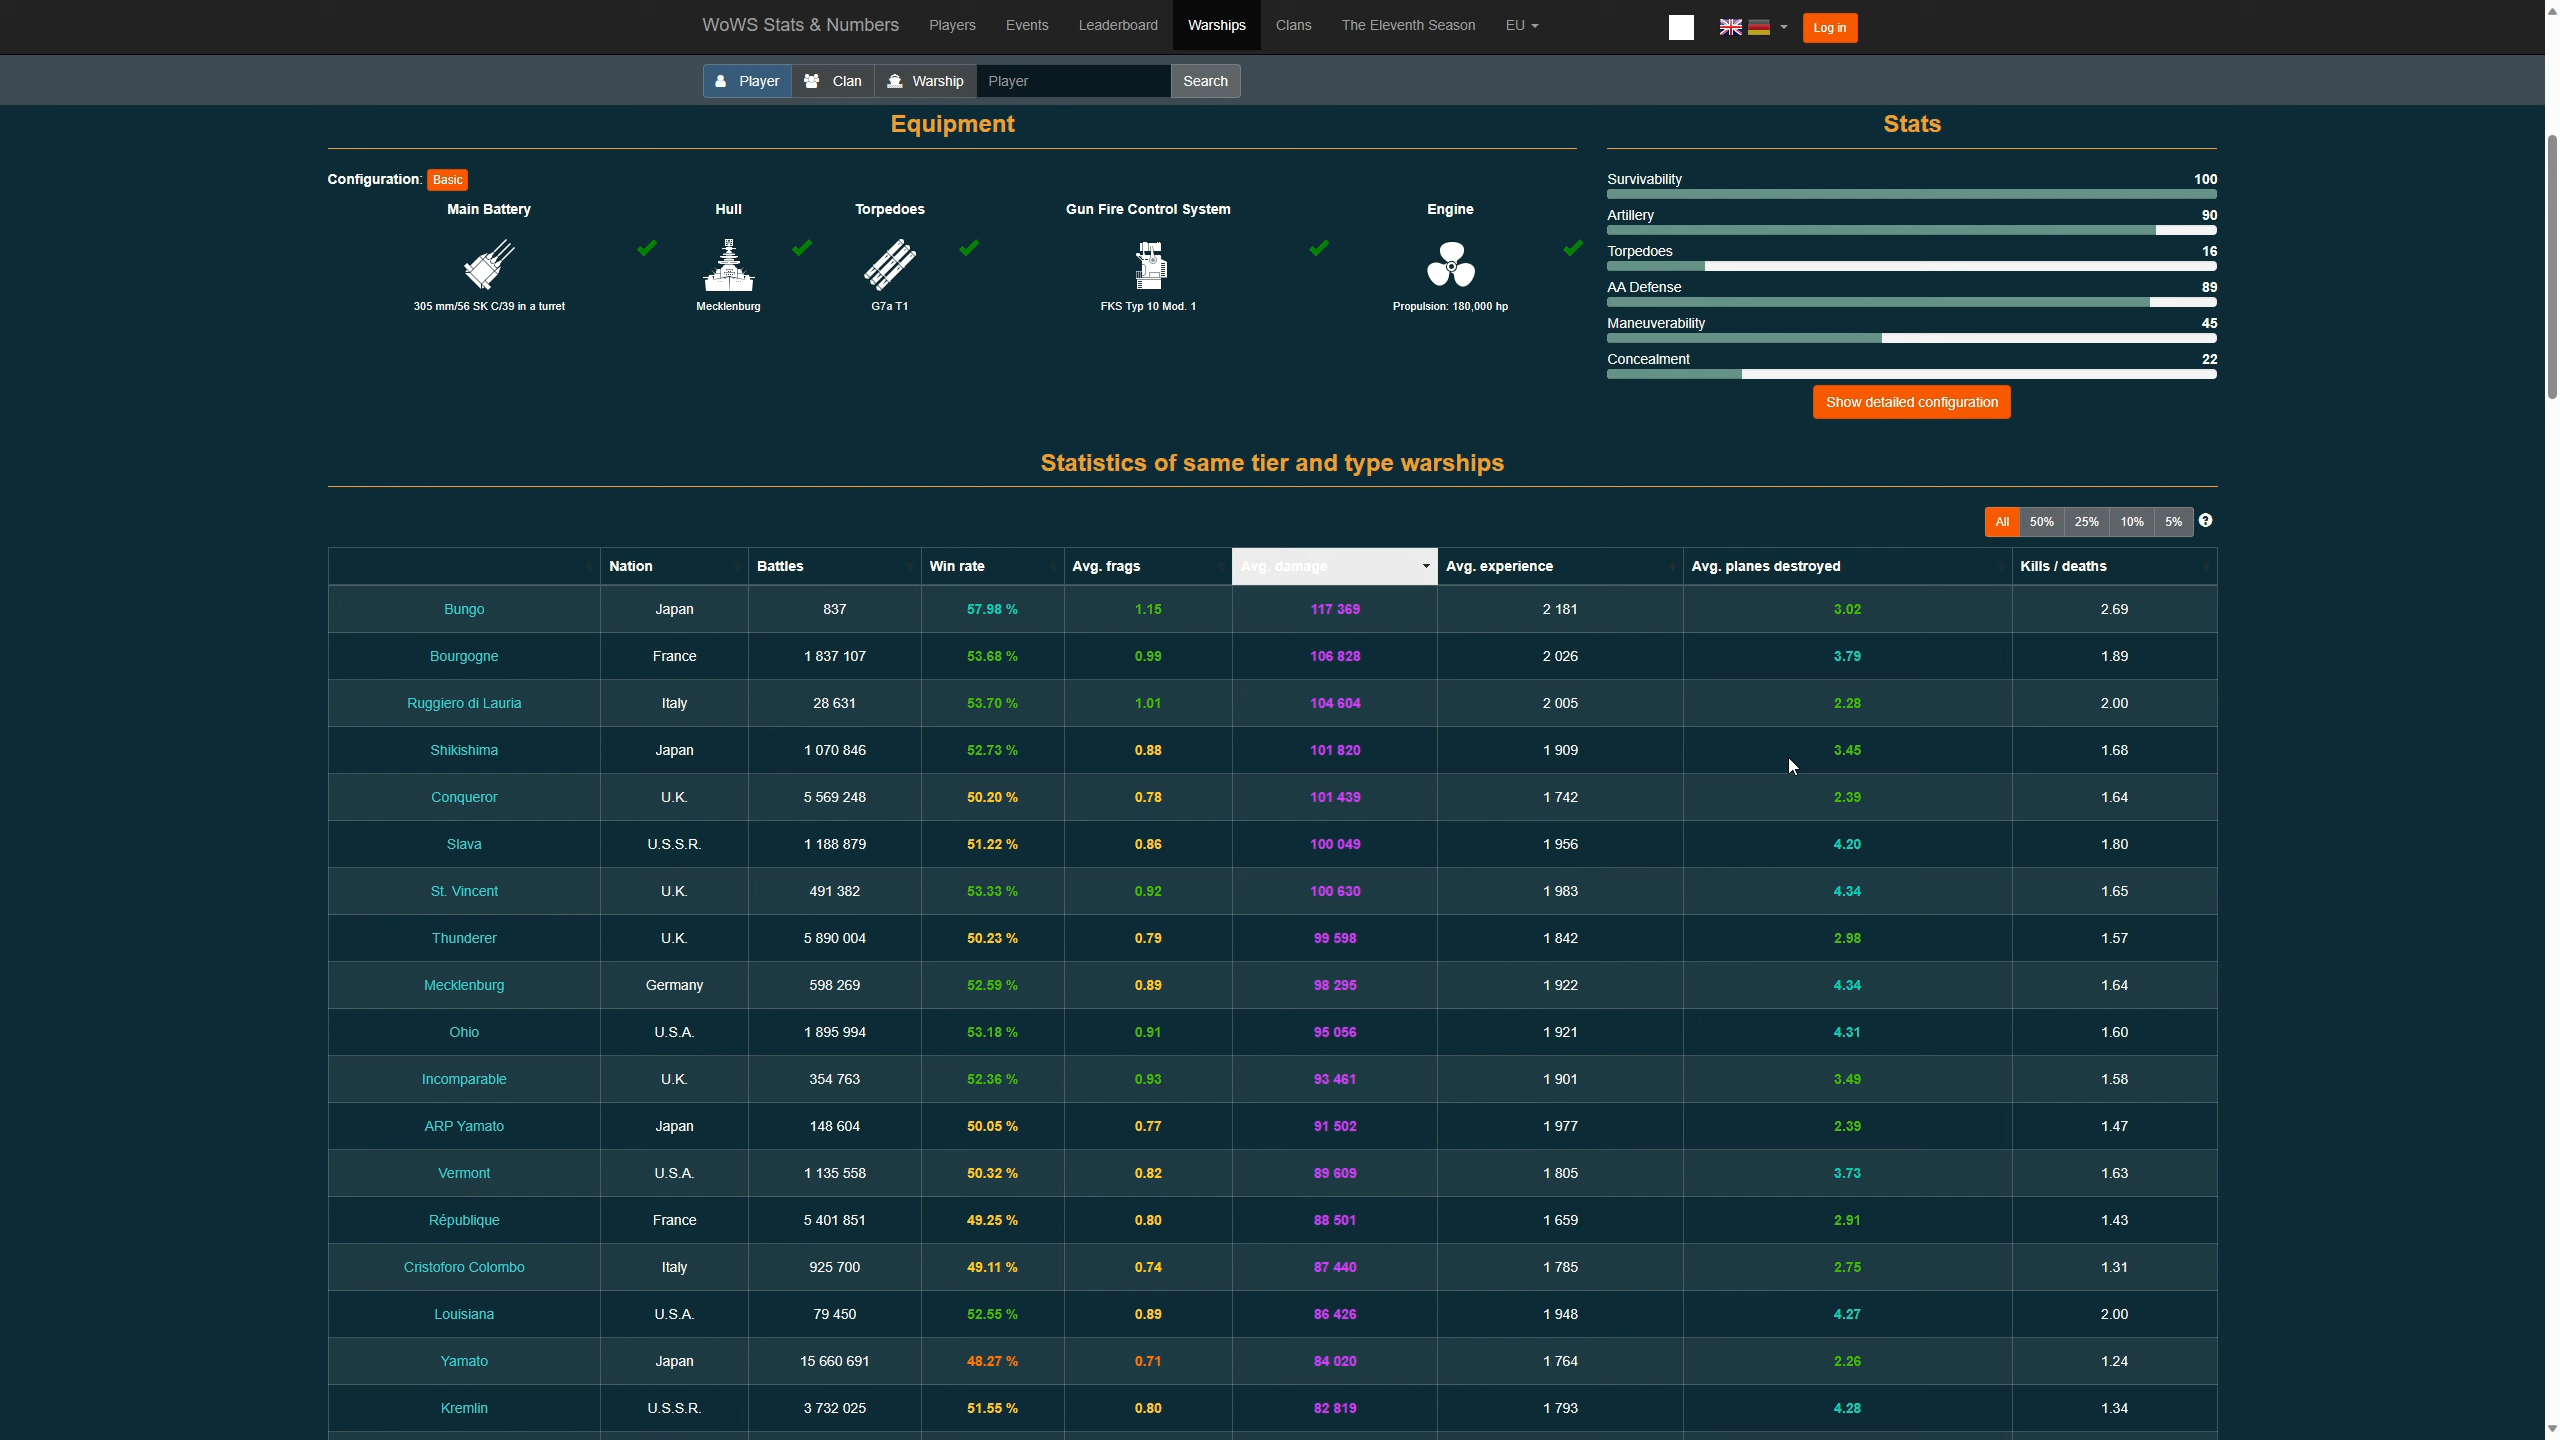 WoWS Stats & Numbers Players Events Leaderboard Warships Clans The Eleventh Season EU Log in
Player Clan Warship Player Search
Equipment
Stats
Configuration: Basic
Main Battery Hull Torpedoes Gun Fire Control System Engine
305 mm/56 SK C/39 in a turret Mecklenburg G7a T1 FKS Typ 10 Mod. 1 Propulsion: 180,000 hp
Survivability 100
Artillery 90
Torpedoes 16
AA Defense 89
Maneuverability 45
Concealment 22
Show detailed configuration
Statistics of same tier and type warships
All 50% 25% 10% 5% ?
Nation Battles Win rate Avg. frags Avg. damage Avg. experience Avg. planes destroyed Kills / deaths
Bungo Japan 837 57.98 % 1.15 117 369 2 181 3.02 2.69
Bourgogne France 1 837 107 53.68 % 0.99 106 828 2 026 3.79 1.89
Ruggiero di Lauria Italy 28 631 53.70 % 1.01 104 604 2 005 2.28 2.00
Shikishima Japan 1 070 846 52.73 % 0.88 101 820 1 909 3.45 1.68
Conqueror U.K. 5 569 248 50.20 % 0.78 101 439 1 742 2.39 1.64
Slava U.S.S.R. 1 188 879 51.22 % 0.86 100 049 1 956 4.20 1.80
St. Vincent U.K. 491 382 53.33 % 0.92 100 630 1 983 4.34 1.65
Thunderer U.K. 5 890 004 50.23 % 0.79 99 598 1 842 2.98 1.57
Mecklenburg Germany 598 269 52.59 % 0.89 98 295 1 922 4.34 1.64
Ohio U.S.A. 1 895 994 53.18 % 0.91 95 056 1 921 4.31 1.60
Incomparable U.K. 354 763 52.36 % 0.93 93 461 1 901 3.49 1.58
ARP Yamato Japan 148 604 50.05 % 0.77 91 502 1 977 2.39 1.47
Vermont U.S.A. 1 135 558 50.32 % 0.82 89 609 1 805 3.73 1.63
République France 5 401 851 49.25 % 0.80 88 501 1 659 2.91 1.43
Cristoforo Colombo Italy 925 700 49.11 % 0.74 87 440 1 785 2.75 1.31
Louisiana U.S.A. 79 450 52.55 % 0.89 86 426 1 948 4.27 2.00
Yamato Japan 15 660 691 48.27 % 0.71 84 020 1 764 2.26 1.24
Kremlin U.S.S.R. 3 732 025 51.55 % 0.80 82 819 1 793 4.28 1.34